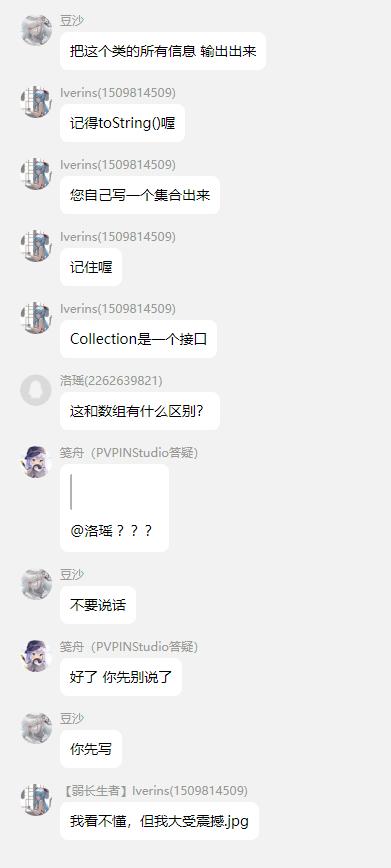 豆沙
把这个类的所有信息 输出出来
lverins(1509814509)
记得toString()喔
lverins(1509814509)
您自己写一个集合出来
lverins(1509814509)
记住喔
lverins(1509814509)
Collection是一个接口
洛瑶(2262639821)
这和数组有什么区别？
笺舟（PVPINStudio答疑）
@洛瑶 ？？？
豆沙
不要说话
笺舟（PVPINStudio答疑）
好了 你先别说了
豆沙
你先写
【弱长生者】lverins(1509814509)
我看不懂，但我大受震撼.jpg